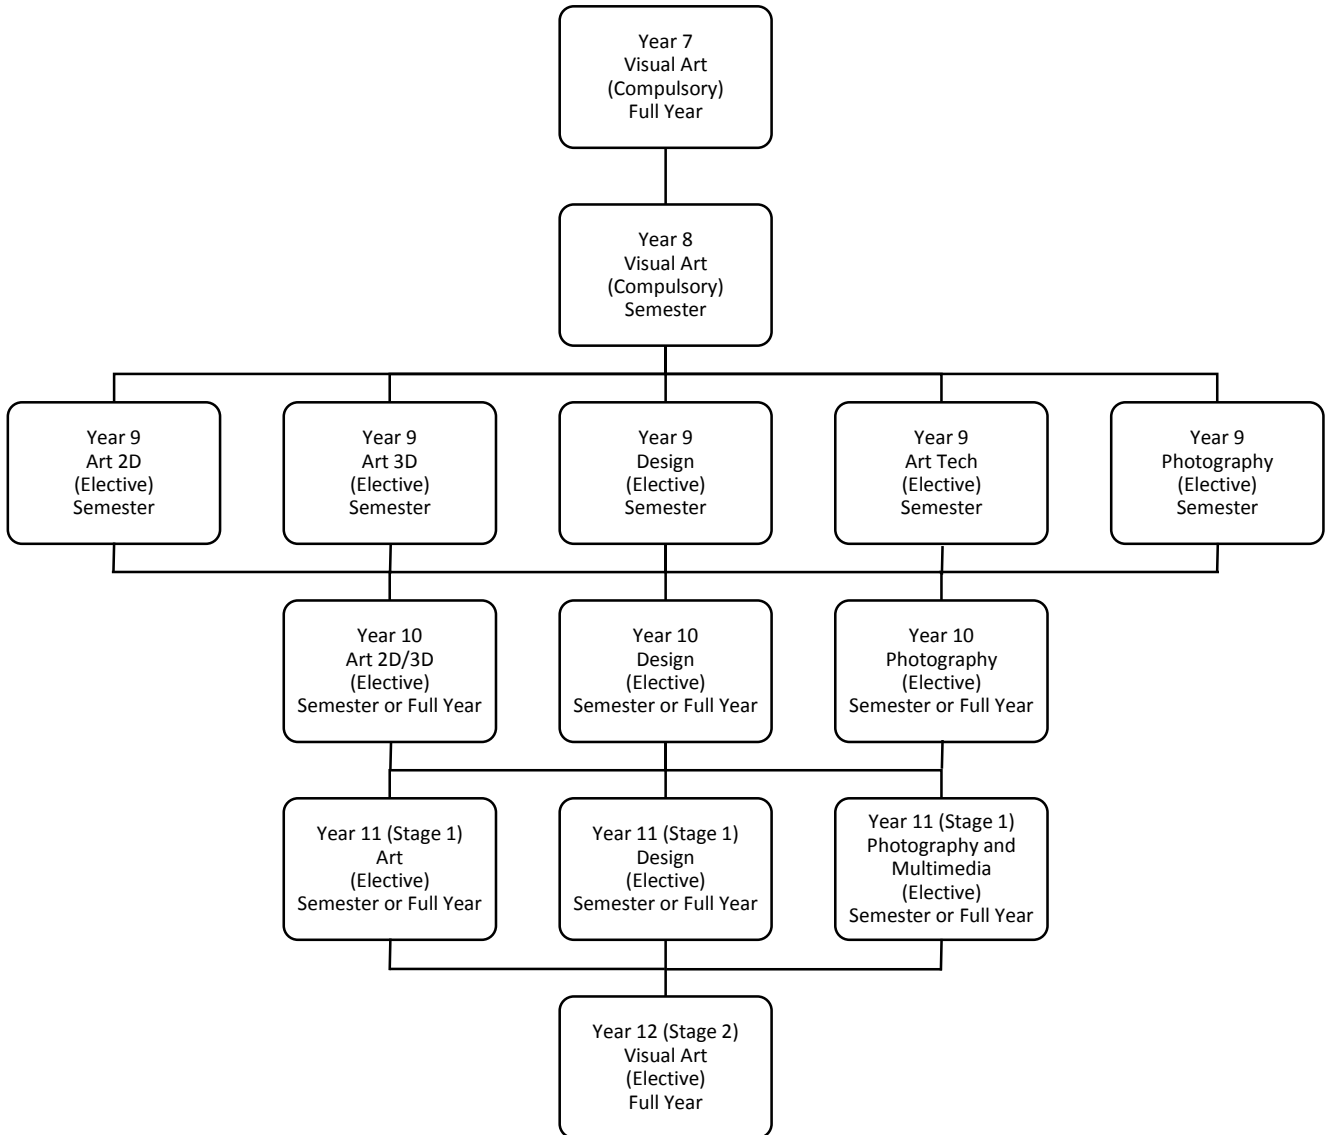 Year 7
Visual Art
(Compulsory)
Full Year
Year 8
Visual Art
(Compulsory)
Semester
Year 9
Art 2D
(Elective)
Semester
Year 9
Art 3D
(Elective)
Semester
Year 9
Design
(Elective)
Semester
Year 9
Art Tech
(Elective)
Semester
Year 9
Photography
(Elective)
Semester
Year 10
Art 2D/3D
(Elective)
Semester or Full Year
Year 10
Design
(Elective)
Semester or Full Year
Year 10
Photography
(Elective)
Semester or Full Year
Year 11 (Stage 1)
Art
(Elective)
Semester or Full Year
Year 11 (Stage 1)
Design
(Elective)
Semester or Full Year
Year 11 (Stage 1)
Photography and
Multimedia
(Elective)
Semester or Full Year
Year 12 (Stage 2)
Visual Art
(Elective)
Full Year